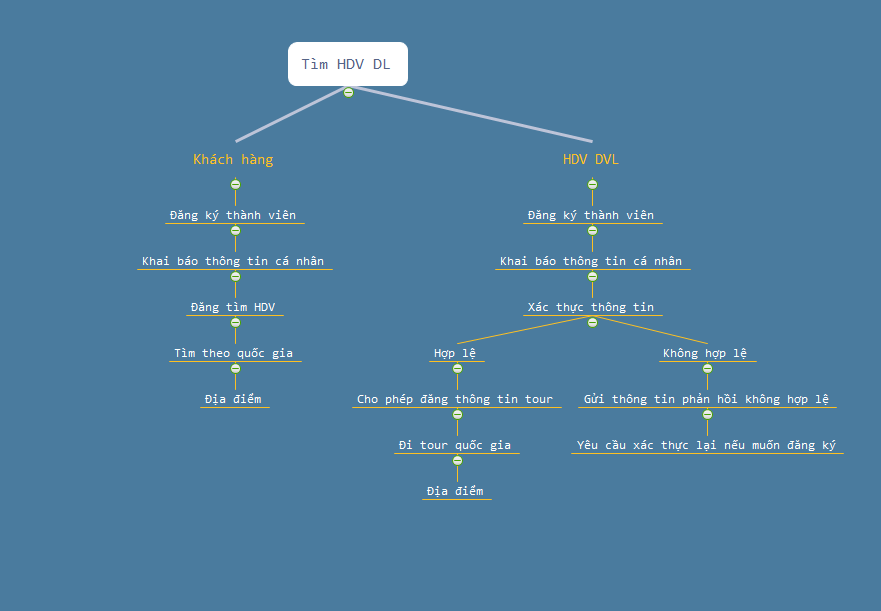 Tìm HDV DL
Khách hàng
Đăng ký thành viên
Khai báo thông tin cá nhân
Đăng tìm HDV
Tìm theo quốc gia
Địa điểm
HDV DVL
Đăng ký thành viên
Khai báo thông tin cá nhân
Xác thực thông tin
Hợp lệ
Cho phép đăng thông tin tour
Đi tour quốc gia
Địa điểm
Không hợp lệ
Gửi thông tin phản hồi không hợp lệ
Yêu cầu xác thực lại nếu muốn đăng ký